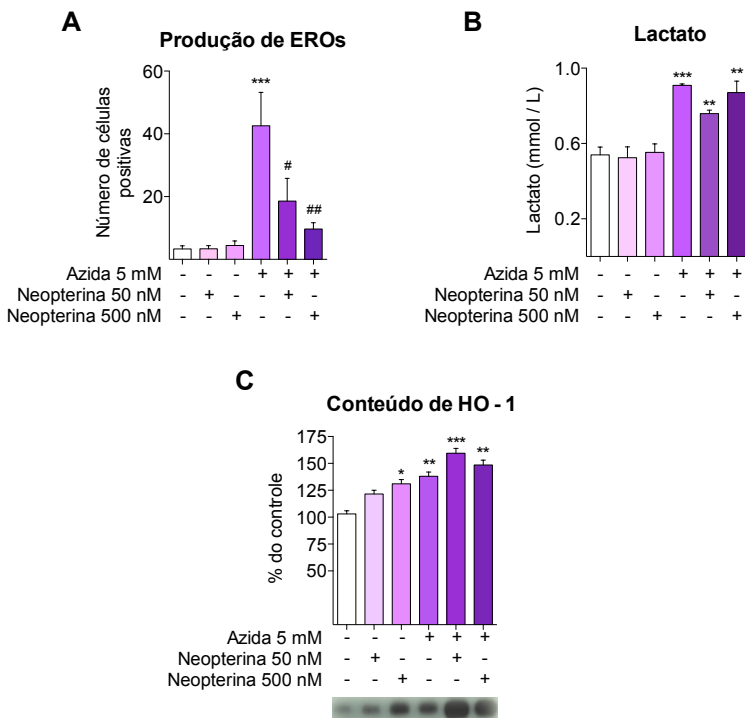 A
Produção de EROs
60
40
20
Número de células
positivas
***
#
##
Azida 5 mM - - - + + +
Neopterina 50 nM - + - - + -
Neopterina 500 nM - - + - - +
B
Lactato
1.0
0.6
0.2
Lactato (mmol / L)
***
**
**
Azida 5 mM - - - + + +
Neopterina 50 nM - + - - + -
Neopterina 500 nM - - + - - +
C
Conteúdo de HO - 1
175
150
125
100
75
50
% do controle
*
**
***
**
Azida 5 mM - - - + + +
Neopterina 50 nM - + - - + -
Neopterina 500 nM - - + - - +